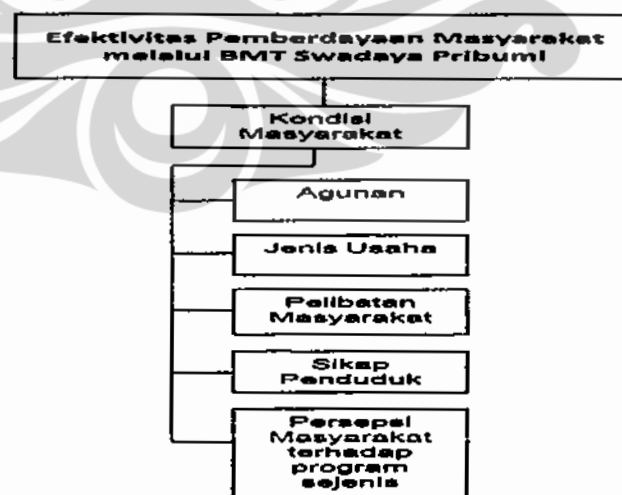 Efektivitas Pemberdayaan Masyarakat
melalui BMT Swadaya Pribumi
Kondisi
Masyarakat
Agunan
Jenis Usaha
Pelibatan
Masyarakat
Sikap
Penduduk
Persepsi
Masyarakat
terhadap
program
sejenis